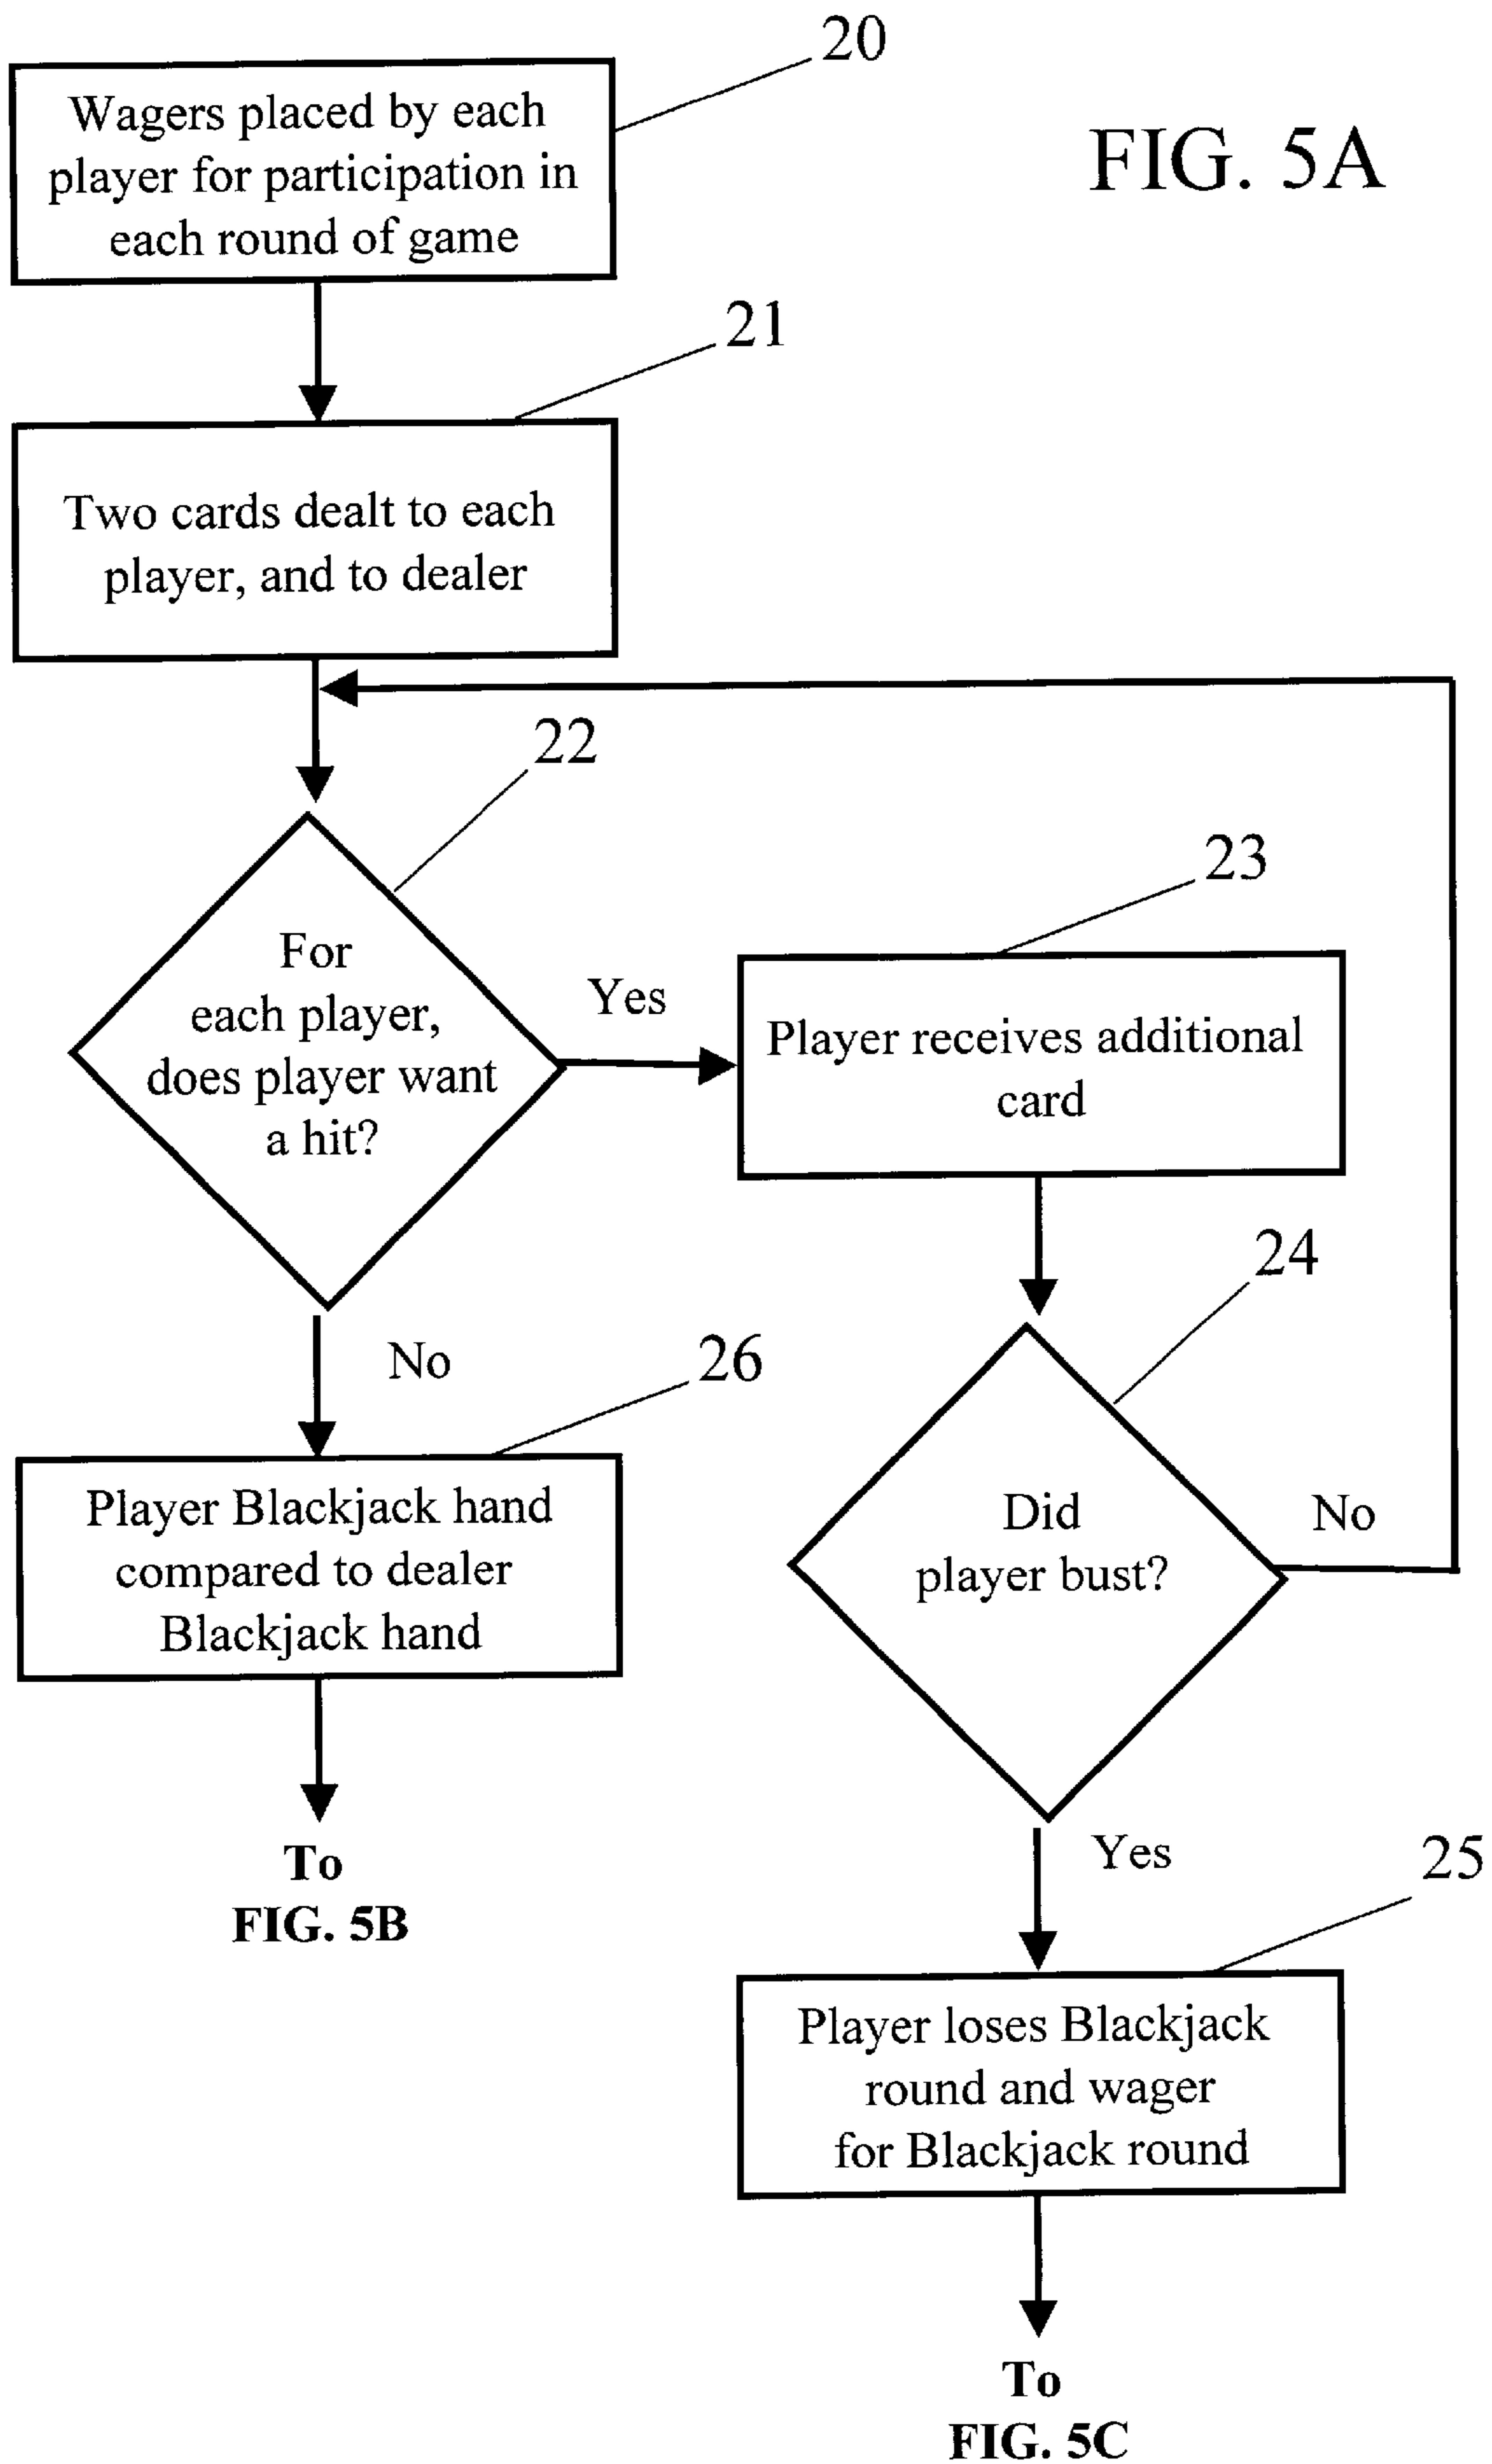 20
Wagers placed by each
player for participation in
each round of game
FIG. 5A
21
Two cards dealt to each
player, and to dealer
22
For
each player,
does player want
a hit?
Yes
23
Player receives additional
card
24
Did
player bust?
No
No
26
Player Blackjack hand
compared to dealer
Blackjack hand
To
FIG. 5B
Yes
25
Player loses Blackjack
round and wager
for Blackjack round
To
FIG. 5C